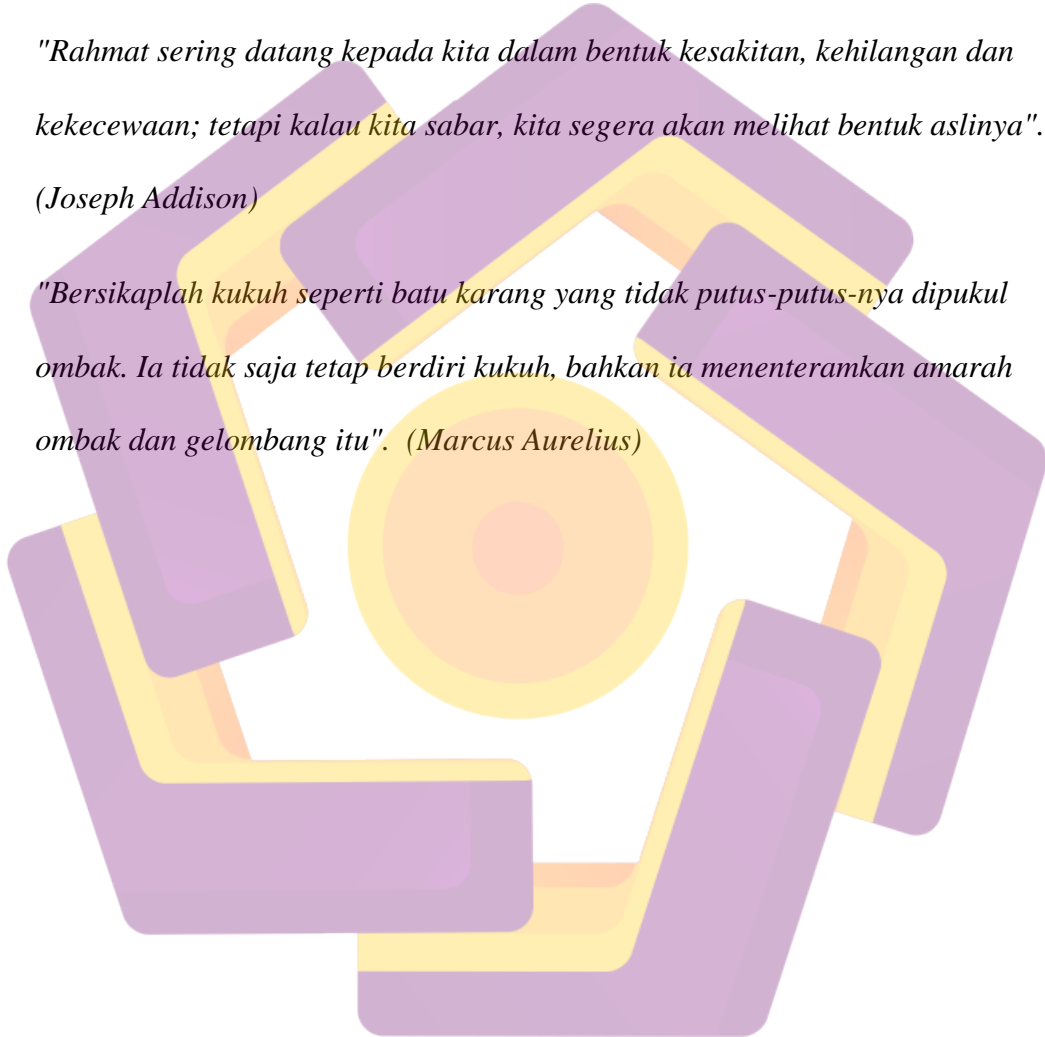 "Rahmat sering datang kepada kita dalam bentuk kesakitan, kehilangan dan
kekecewaan; tetapi kalau kita sabar, kita segera akan melihat bentuk aslinya".
(Joseph Addison)
"Bersikaplah kukuh seperti batu karang yang tidak putus-putus-nya dipukul
ombak. Ia tidak saja tetap berdiri kukuh, bahkan ia menenteramkan amarah
ombak dan gelombang itu".  (Marcus Aurelius)